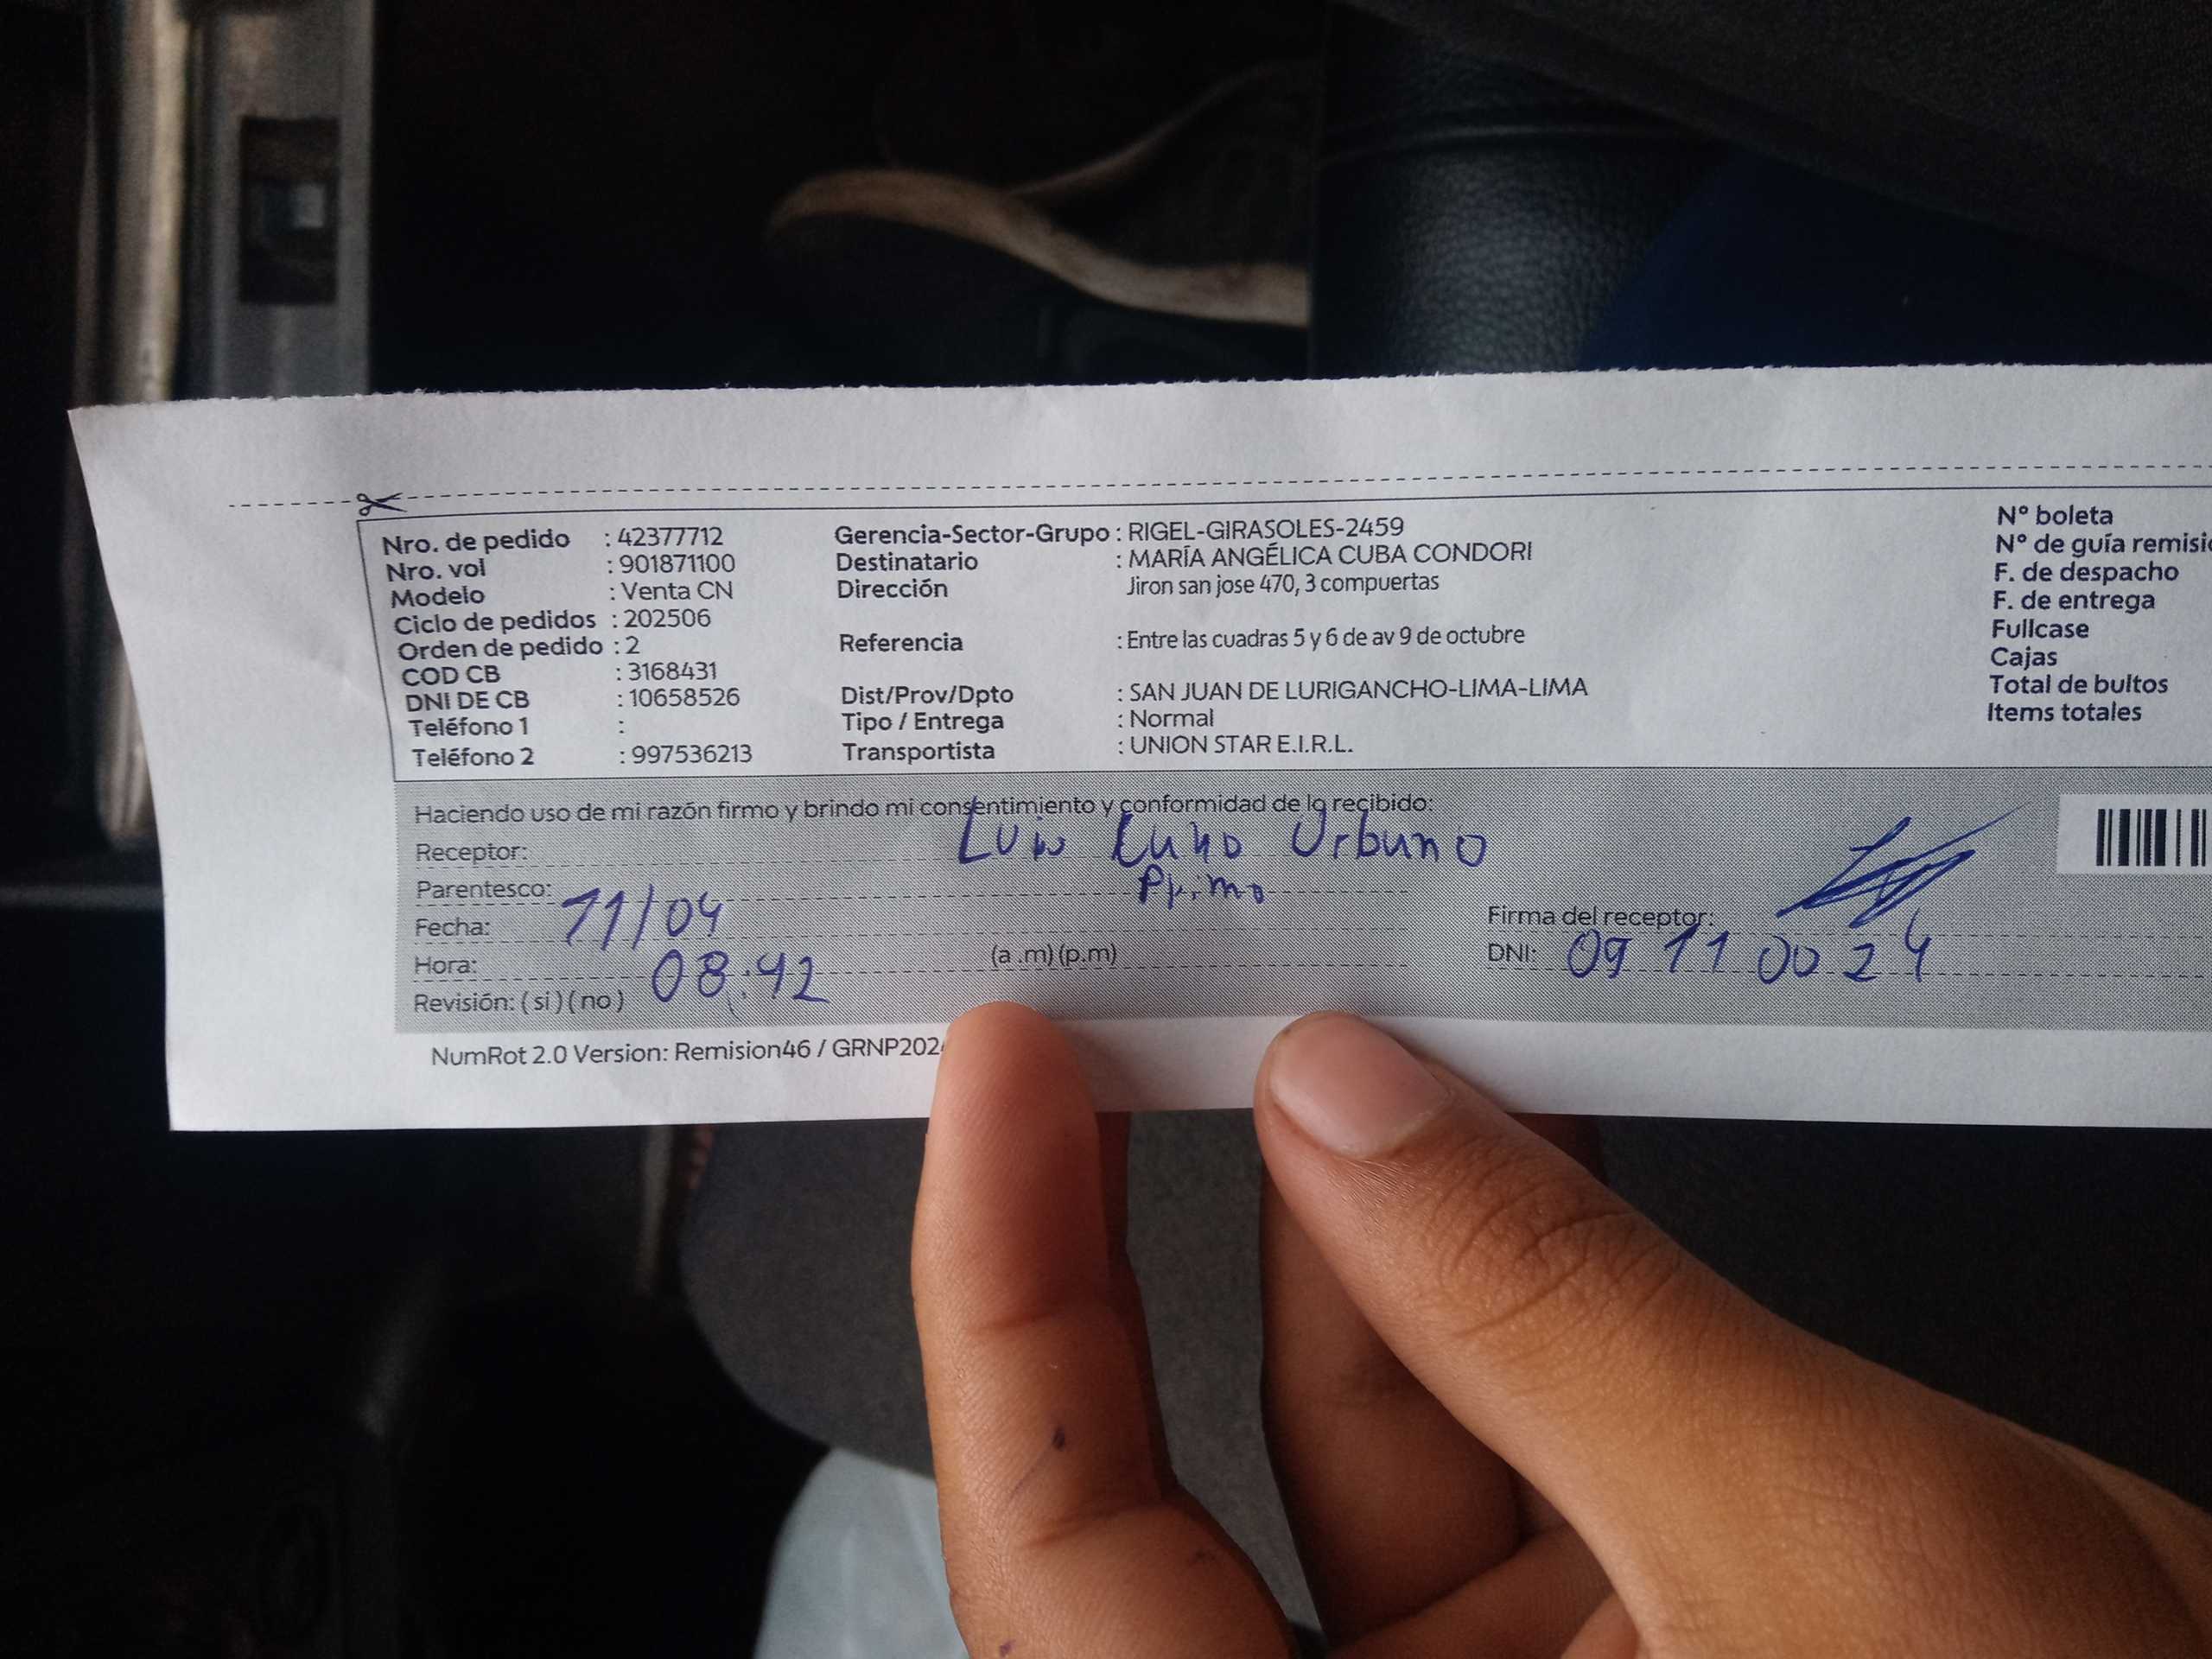 Nro. de pedido : 42377712
Nro. vol : 901871100
Modelo : Venta CN
Ciclo de pedidos : 202506
Orden de pedido : 2
COD CB : 3168431
DNI DE CB : 10658526
Teléfono 1 :
Teléfono 2 : 997536213
Gerencia-Sector-Grupo : RIGEL-GIRASOLES-2459
Destinatario : MARÍA ANGÉLICA CUBA CONDORI
Dirección Jiron san jose 470, 3 compuertas
Referencia : Entre las cuadras 5 y 6 de av 9 de octubre
Dist/Prov/Dpto : SAN JUAN DE LURIGANCHO-LIMA-LIMA
Tipo / Entrega : Normal
Transportista : UNION STAR E.I.R.L.
N° boleta
N° de guía
F. de despacho
F. de entrega
Fullcase
Cajas
Total de bultos
Items totales
Haciendo uso de mi razón firmo y brindo mi consentimiento y conformidad de lo recibido:
Receptor: Luis Urbano
Parentesco: Primo
Fecha: 11/04
Hora: 08:42 (a .m) (p.m)
Revisión: ( si ) ( no )
Firma del receptor:
DNI: 09110024
NumRot 2.0 Version: Remision46 /